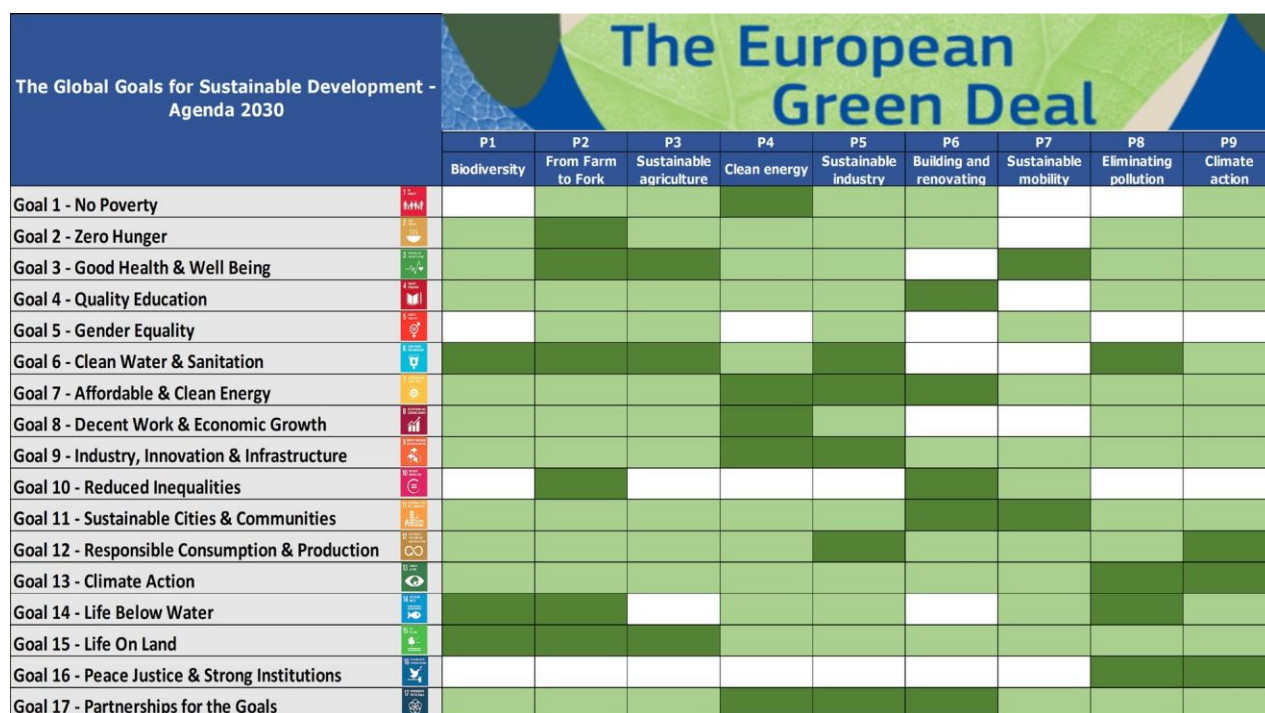 The Global Goals for Sustainable Development -
Agenda 2030
The European
Green Deal
P1
P2
P3
P4
P5
P6
P7
P8
P9
Biodiversity
From Farm
to Fork
Sustainable
agriculture
Clean energy
Sustainable
industry
Building and
renovating
Sustainable
mobility
Eliminating
pollution
Climate
action
Goal 1 - No Poverty
Goal 2 - Zero Hunger
Goal 3 - Good Health & Well Being
Goal 4 - Quality Education
Goal 5 - Gender Equality
Goal 6 - Clean Water & Sanitation
Goal 7 - Affordable & Clean Energy
Goal 8 - Decent Work & Economic Growth
Goal 9 - Industry, Innovation & Infrastructure
Goal 10 - Reduced Inequalities
Goal 11 - Sustainable Cities & Communities
Goal 12 - Responsible Consumption & Production
Goal 13 - Climate Action
Goal 14 - Life Below Water
Goal 15 - Life On Land
Goal 16 - Peace Justice & Strong Institutions
Goal 17 - Partnerships for the Goals